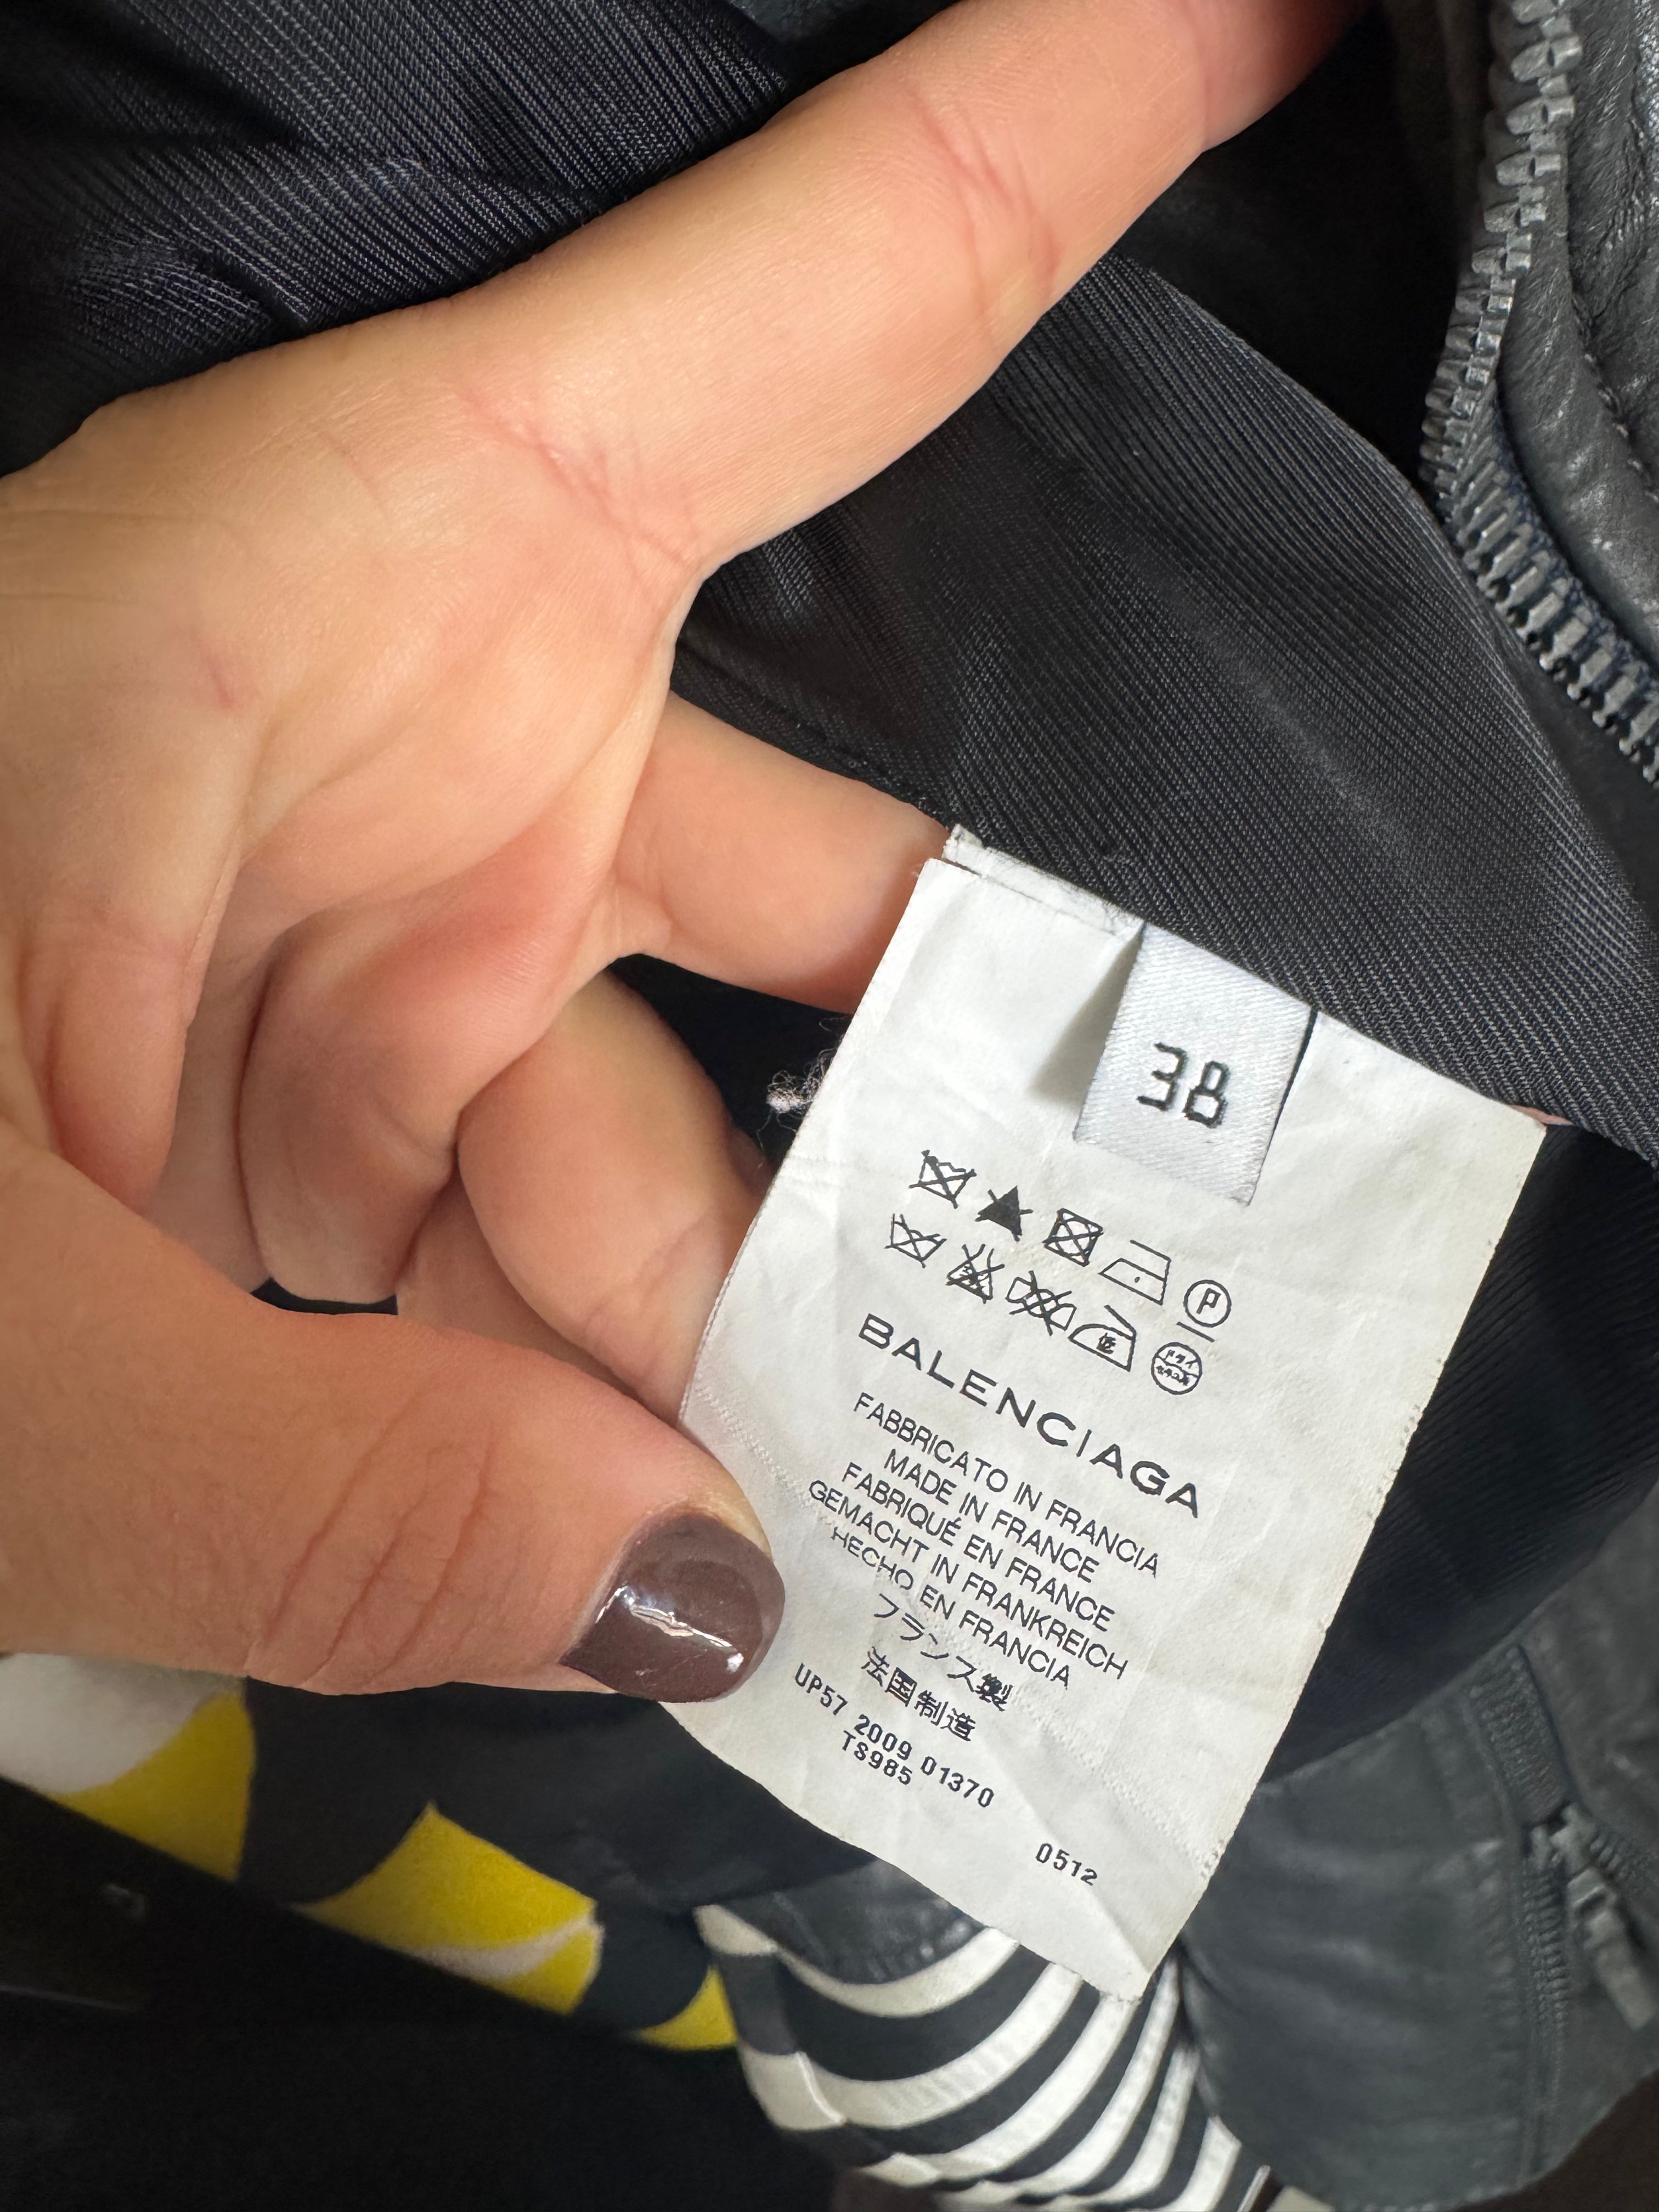 38
P
BALENCIAGA
FABBRICATO IN FRANCIA
MADE IN FRANCE
FABRIQUÉ EN FRANCE
GEMACHT IN FRANKREICH
HECHO EN FRANCIA
フランス製
法国制造
UP57 2009 01370
TS985
0512